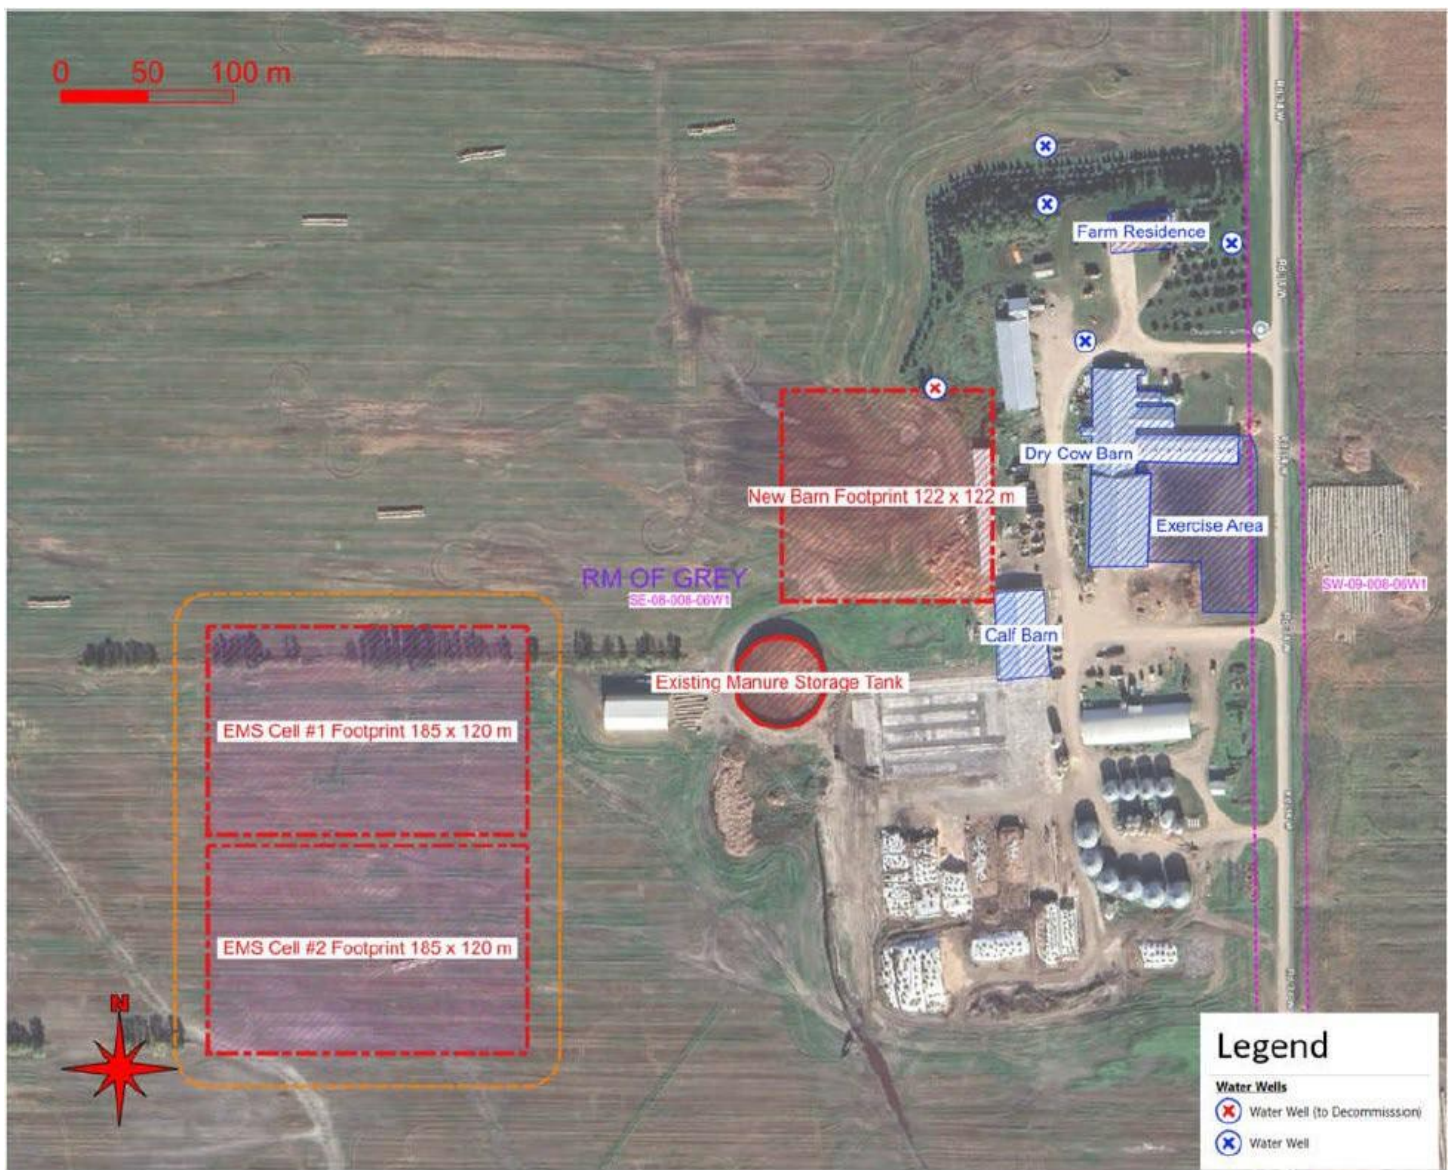 0 50 100 m
Farm Residence
Dry Cow Barn
New Barn Footprint 122 x 122 m
Exercise Area
RM OF GREY
SE-08-008-06W1
SW-09-008-06W1
Calf Barn
Existing Manure Storage Tank
EMS Cell #1 Footprint 185 x 120 m
EMS Cell #2 Footprint 185 x 120 m
N
Legend
Water Wells
Water Well (to Decommisssion)
Water Well